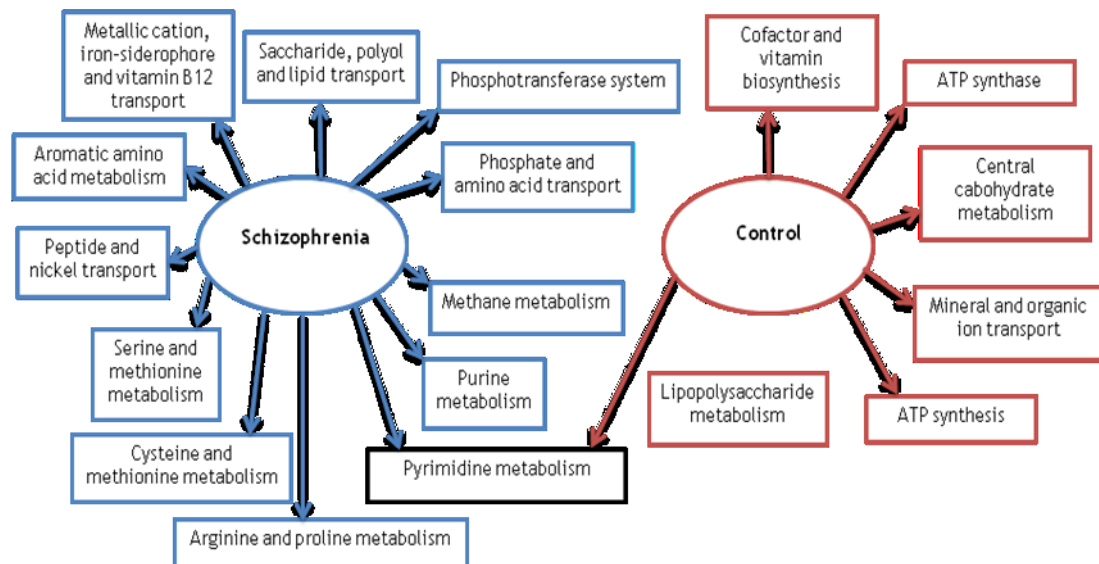 Metallic cation,
iron-siderophore
and vitamin B12
transport
Saccharide, polyol
and lipid transport
Phosphotransferase system
Cofactor and
vitamin
biosynthesis
ATP synthase
Aromatic amino
acid metabolism
Phosphate and
amino acid transport
Central
cabohydrate
metabolism
Schizophrenia
Control
Peptide and
nickel transport
Methane metabolism
Mineral and organic
ion transport
Serine and
methionine
metabolism
Purine
metabolism
Lipopolysaccharide
metabolism
ATP synthesis
Cysteine and
methionine metabolism
Pyrimidine metabolism
Arginine and proline metabolism